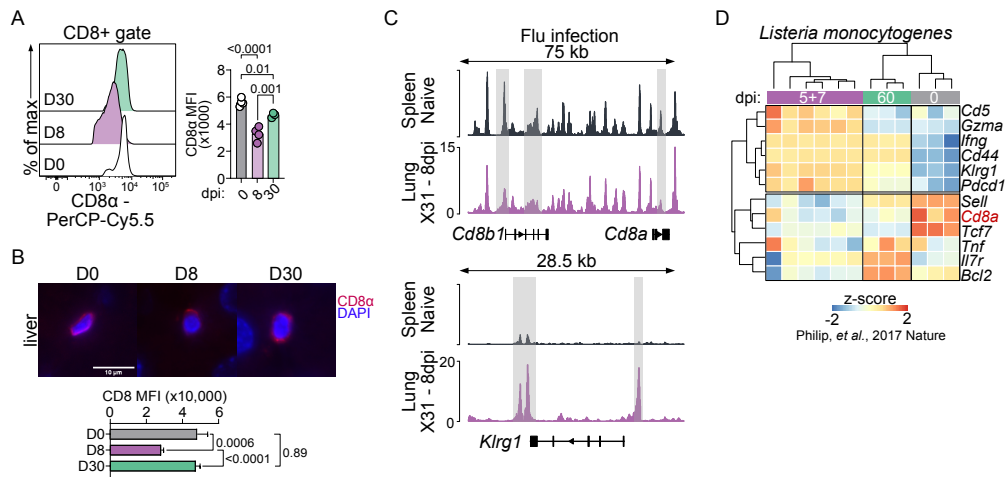 A
CD8+ gate
% of max
D30
D8
D0
10³ 10⁴ 10⁵
CD8α -
PerCP-Cy5.5
<0.0001
0.01
0.001
CD8α MFI
(x1000)
6
4
2
0
dpi: 0 8 30
B
D0 D8 D30
liver
CD8α
DAPI
10 μm
CD8 MFI (x10,000)
0 2 4 6
D0
D8
D30
0.0006
<0.0001
0.89
C
Flu infection
75 kb
Spleen
Naive
15
0
Lung
X31 - 8dpi
15
0
Cd8b1 Cd8a
28.5 kb
Spleen
Naive
40
0
Lung
X31 - 8dpi
20
0
Klrg1
D
Listeria monocytogenes
dpi: 5+7 60 0
Cd5
Gzma
Ifng
Cd44
Klrg1
Pdcd1
Sell
Cd8a
Tcf7
Tnf
Il7r
Bcl2
z-score
-2 2
Philip, et al., 2017 Nature